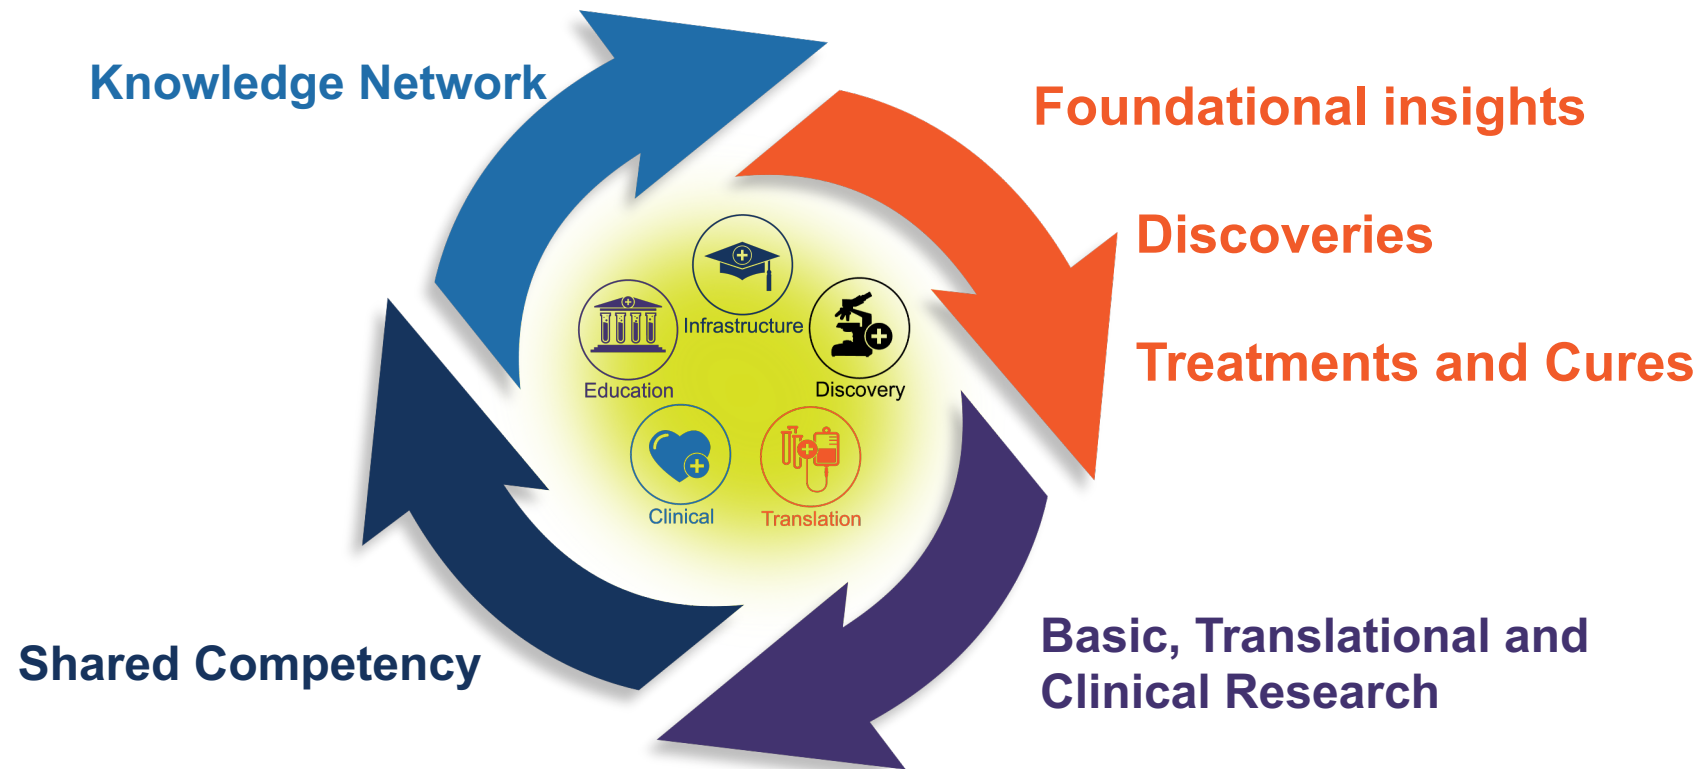 Knowledge Network
Foundational insights
Discoveries
Treatments and Cures
Infrastructure
Education
Discovery
Clinical
Translation
Shared Competency
Basic, Translational and
Clinical Research